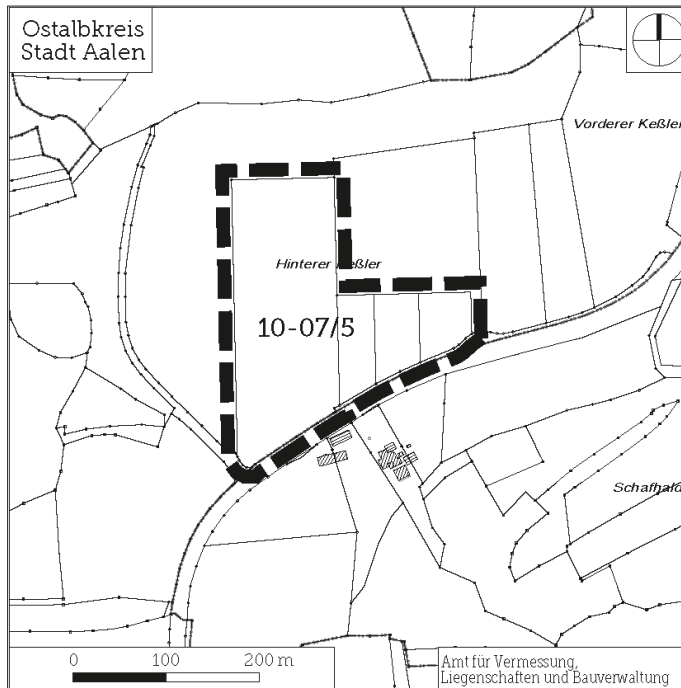 Ostalbkreis
Stadt Aalen
Vorderer Keßler
Hinterer Keßler
10-07/5
Schafhald
0 100 200 m
Amt für Vermessung,
Liegenschaften und Bauverwaltung